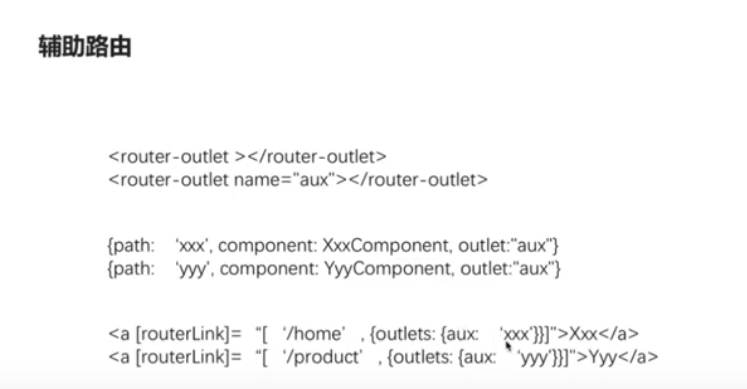 辅助路由
<router-outlet ></router-outlet>
<router-outlet name="aux"></router-outlet>
{path: 'xxx', component: XxxComponent, outlet:"aux"}
{path: 'yyy', component: YyyComponent, outlet:"aux"}
<a [routerLink]= “[ '/home' , {outlets: {aux: 'xxx'}}]">Xxx</a>
<a [routerLink]= “[ '/product' , {outlets: {aux: 'yyy'}}]">Yyy</a>